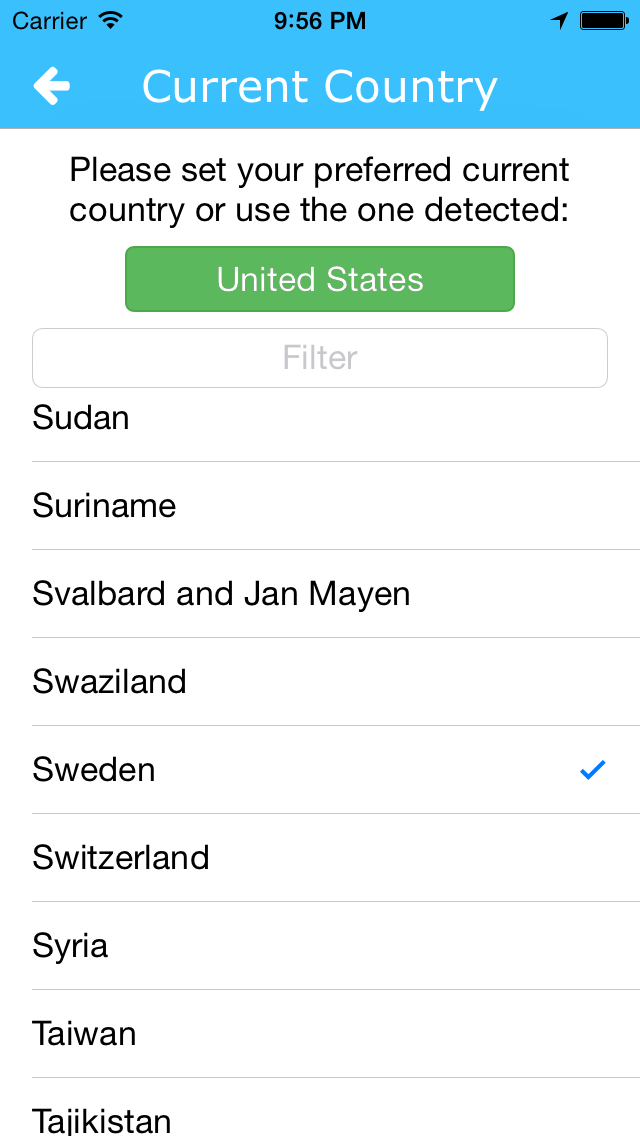 Carrier 9:56 PM
Current Country
Please set your preferred current
country or use the one detected:
United States
Filter
Sudan
Suriname
Svalbard and Jan Mayen
Swaziland
Sweden
Switzerland
Syria
Taiwan
Tajikistan